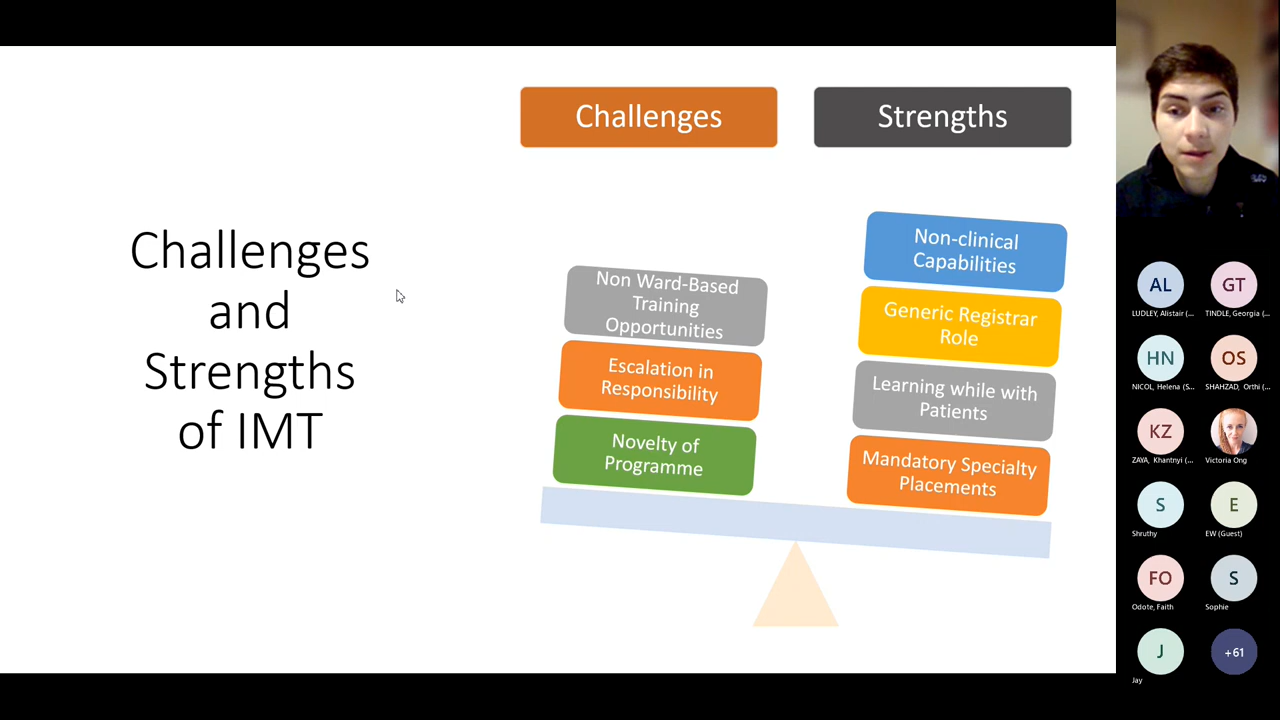 Challenges
and
Strengths
of IMT
Challenges
Strengths
Non Ward-Based
Training
Opportunities
Escalation in
Responsibility
Novelty of
Programme
Non-clinical
Capabilities
Generic Registrar
Role
Learning while with
Patients
Mandatory Specialty
Placements
AL
LUDLEY, Alistair (...
GT
TINDLE, Georgia (...
HN
NICOL, Helena (S...
OS
SHAHZAD, Orthi (...
KZ
ZAYA, Khantnyi (...
Victoria Ong
S
Shruthy
E
EW (Guest)
FO
Odote, Faith
S
Sophie
J
Jay
+61